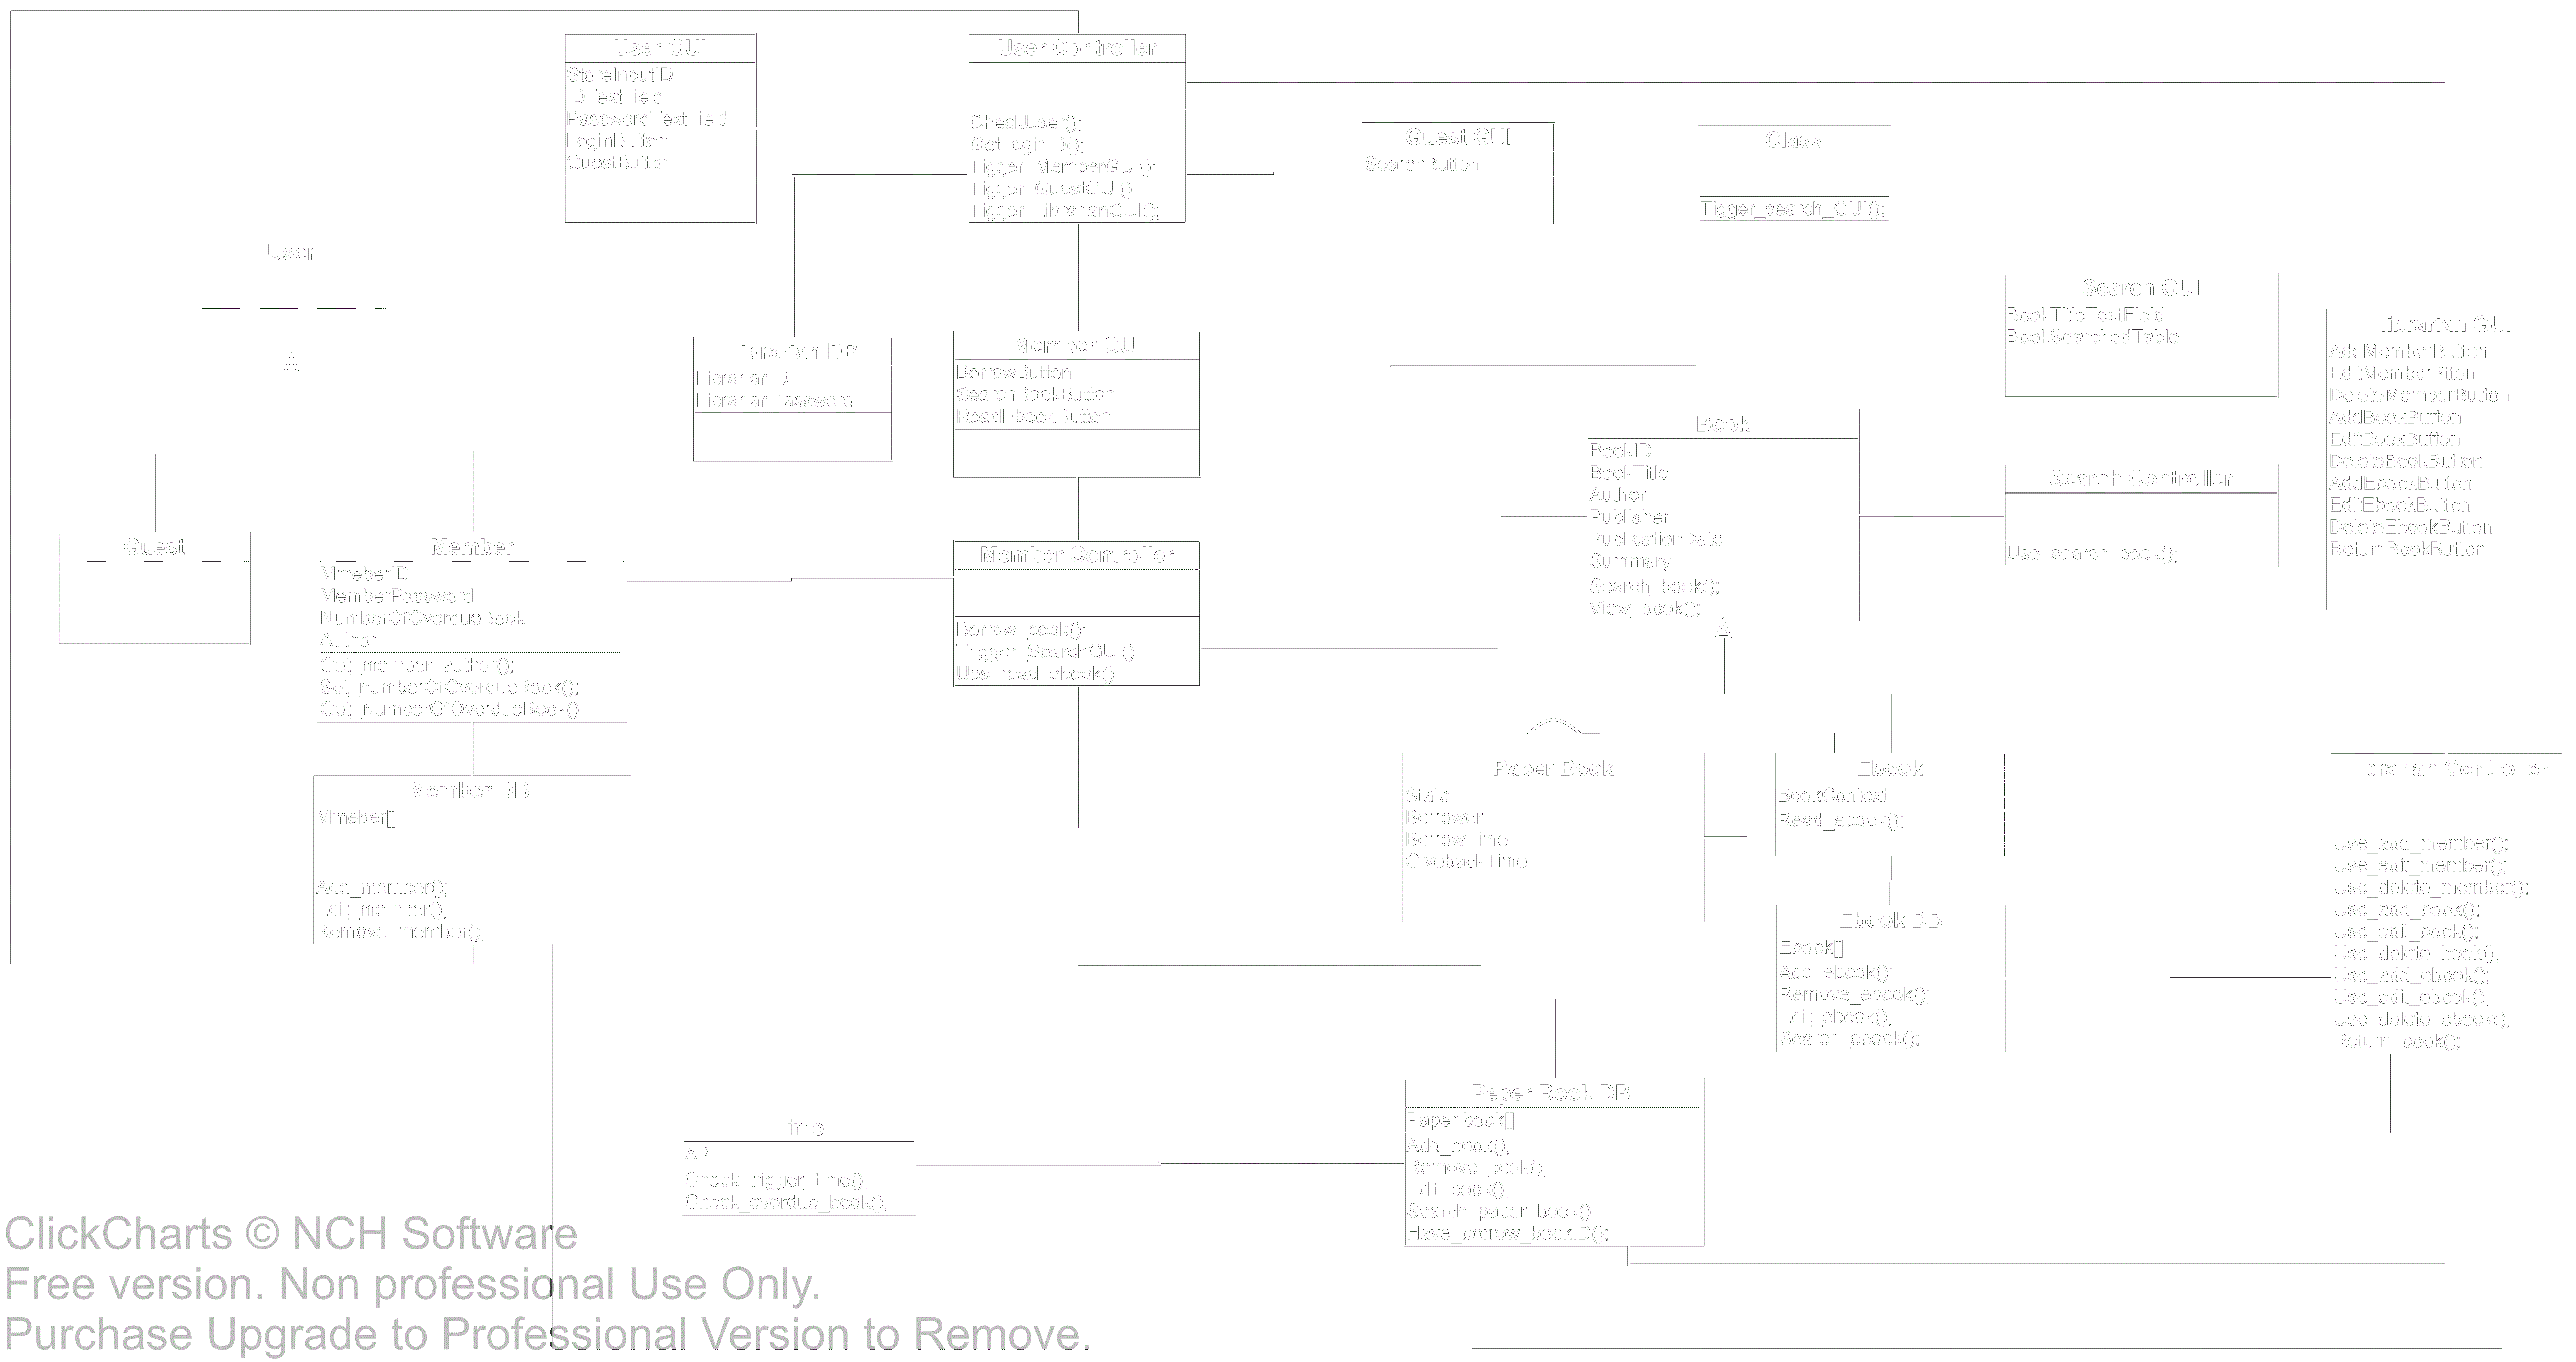 User GUI
StoreInputID
IDTextField
PasswordTextField
LoginButton
GuestButton
User Controller
CheckUser();
GetLoginID();
Tigger_MemberGUI();
Tigger_GuestGUI();
Tigger_LibrarianGUI();
Guest GUI
SearchButton
Class
Tigger_search_GUI();
User
Librarian DB
LibrarianID
LibrarianPassword
Member GUI
BorrowButton
SearchBookButton
ReadEbookButton
Search GUI
BookTitleTextField
BookSearchedTable
librarian GUI
AddMemberButton
EditMemberBtton
DeleteMemberButton
AddBookButton
EditBookButton
DeleteBookButton
AddEbookButton
EditEbookButton
DeleteEbookButton
ReturnBookButton
Book
BookID
BookTitle
Author
Publisher
PublicationDate
Summary
Search_book();
View_book();
Search Controller
Use_search_book();
Guest
Member
MmeberID
MemberPassword
NumberOfOverdueBook
Author
Get_member_author();
Set_numberOfOverdueBook();
Get_NumberOfOverdueBook();
Member Controller
Borrow_book();
Trigger_SearchGUI();
Ues_read_ebook();
Member DB
Mmeber[]
Add_member();
Edit_member();
Remove_member();
Paper Book
State
Borrower
BorrowTime
GivebackTime
Ebook
BookContext
Read_ebook();
Librarian Controller
Use_add_member();
Use_edit_member();
Use_delete_member();
Use_add_book();
Use_edit_book();
Use_delete_book();
Use_add_ebook();
Use_edit_ebook();
Use_delete_ebook();
Return_book();
Ebook DB
Ebook[]
Add_ebook();
Remove_ebook();
Edit_ebook();
Search_ebook();
Time
API
Check_trigger_time();
Check_overdue_book();
Peper Book DB
Paper book[]
Add_book();
Remove_book();
Edit_book();
Search_paper_book();
Have_borrow_bookID();
ClickCharts © NCH Software
Free version. Non professional Use Only.
Purchase Upgrade to Professional Version to Remove.